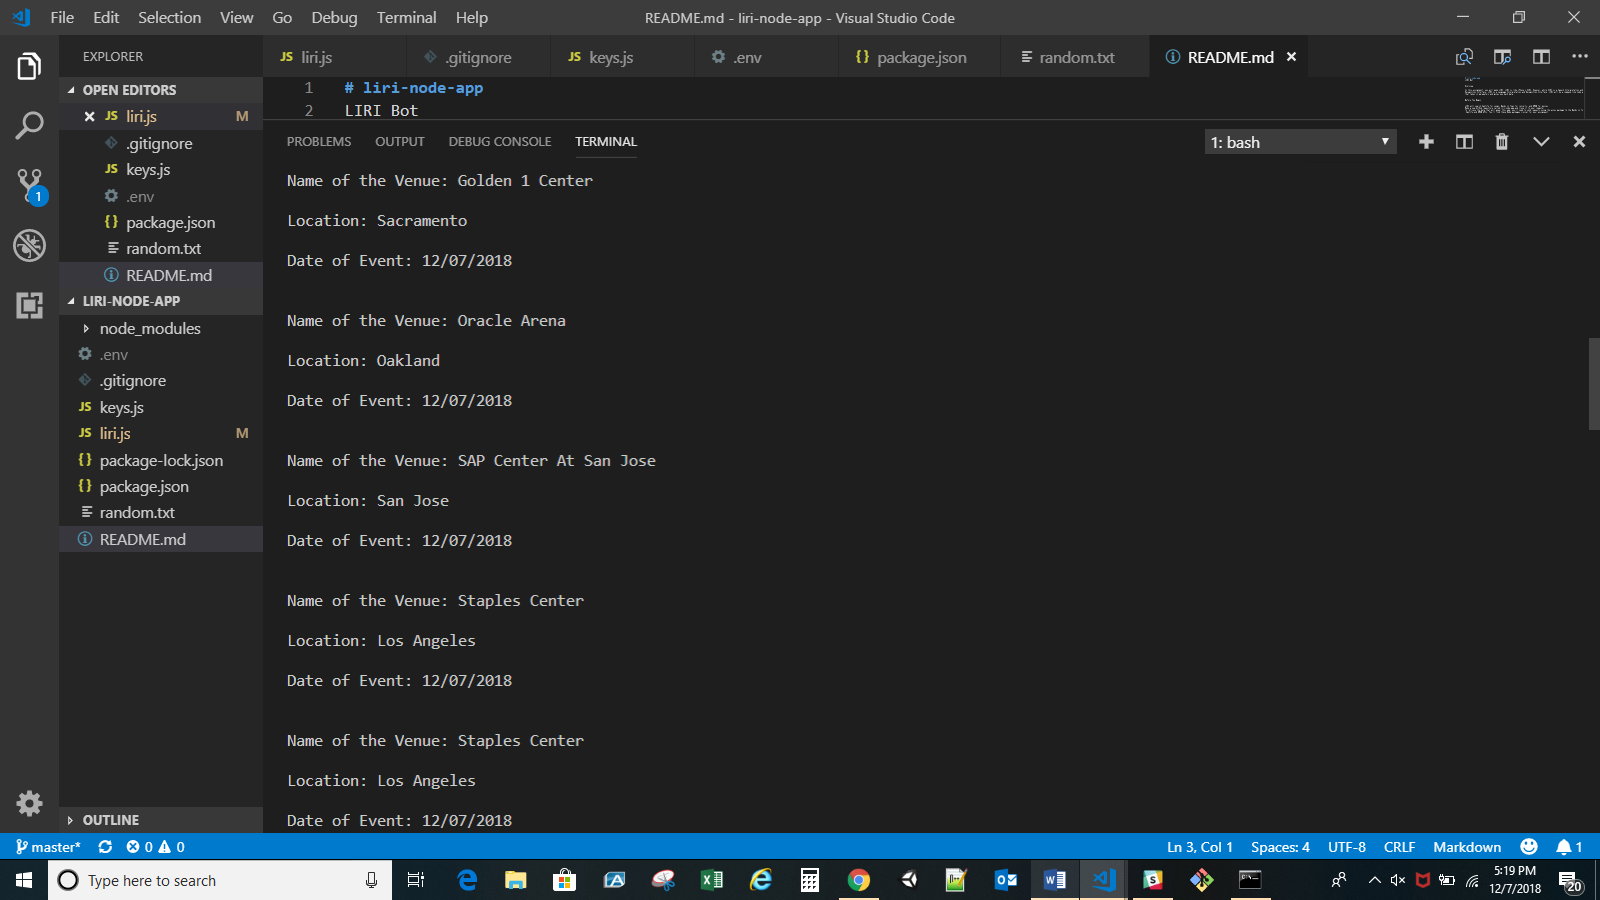 File Edit Selection View Go Debug Terminal Help
README.md - liri-node-app - Visual Studio Code
EXPLORER
JS liri.js
.gitignore
JS keys.js
.env
{} package.json
random.txt
README.md
OPEN EDITORS
JS liri.js M
.gitignore
JS keys.js
.env
{} package.json
random.txt
README.md
LIRI-NODE-APP
node_modules
.env
.gitignore
JS keys.js
JS liri.js M
{} package-lock.json
{} package.json
random.txt
README.md
OUTLINE
1 # liri-node-app
2 LIRI Bot
PROBLEMS OUTPUT DEBUG CONSOLE TERMINAL
1: bash
Name of the Venue: Golden 1 Center
Location: Sacramento
Date of Event: 12/07/2018
Name of the Venue: Oracle Arena
Location: Oakland
Date of Event: 12/07/2018
Name of the Venue: SAP Center At San Jose
Location: San Jose
Date of Event: 12/07/2018
Name of the Venue: Staples Center
Location: Los Angeles
Date of Event: 12/07/2018
Name of the Venue: Staples Center
Location: Los Angeles
Date of Event: 12/07/2018
1
master* 0 0
Ln 3, Col 1 Spaces: 4 UTF-8 CRLF Markdown 1
Type here to search
5:19 PM
12/7/2018
20